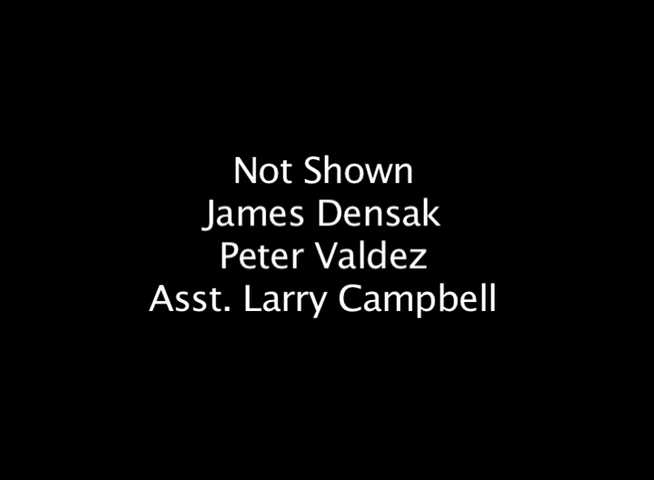 Not Shown
James Densak
Peter Valdez
Asst. Larry Campbell